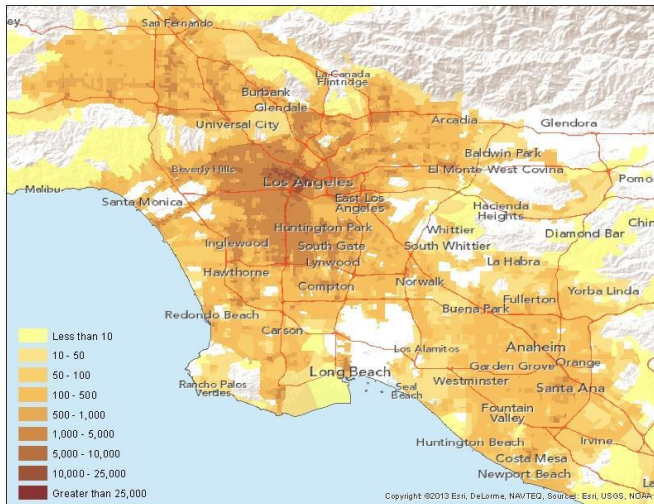 ey
San Fernando
La Canada
Flintridge
Burbank
Glendale
Universal City
Arcadia
Glendora
Baldwin Park
Beverly Hills
Los Angeles
El Monte West Covina
Pomo
Malibu
Santa Monica
East Los
Angeles
Hacienda
Heights
Huntington Park
Whittier
Diamond Bar
Chin
Inglewood
South Gate
South Whittier
Lynwood
La Habra
Hawthorne
Compton
Norwalk
Yorba Linda
Fullerton
Buena Park
Redondo Beach
Carson
Los Alamitos
Anaheim
Garden Grove
Orange
Long Beach
Rancho Palos
Verdes
Seal
Beach
Westminster
Santa Ana
Fountain
Valley
Huntington Beach
Irvine
Costa Mesa
Newport Beach
La
Less than 10
10 - 50
50 - 100
100 - 500
500 - 1,000
1,000 - 5,000
5,000 - 10,000
10,000 - 25,000
Greater than 25,000
Copyright: ©2013 Esri, DeLorme, NAVTEQ, Sources: Esri, USGS, NOAA